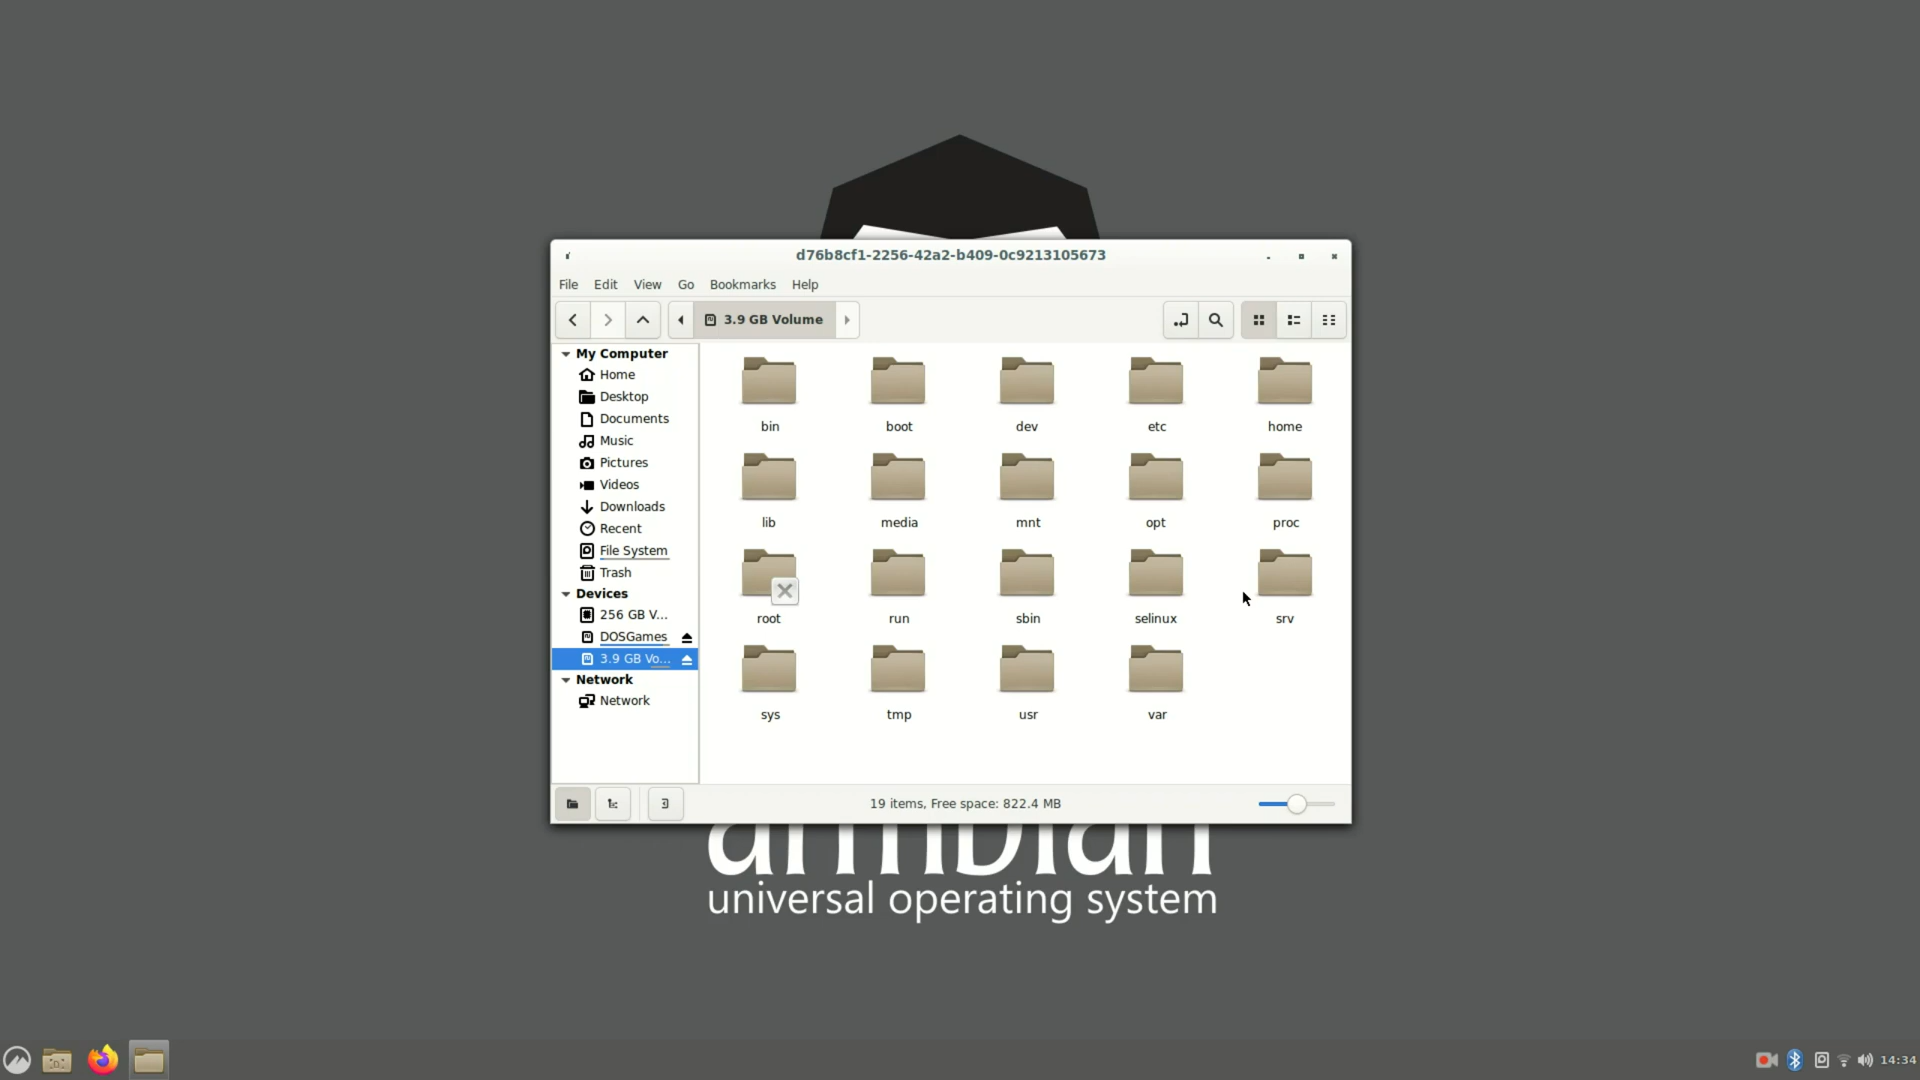 d76b8cf1-2256-42a2-b409-0c9213105673
File Edit View Go Bookmarks Help
3.9 GB Volume
My Computer
Home
Desktop
Documents
Music
Pictures
Videos
Downloads
Recent
File System
Trash
Devices
256 GB V...
DOSGames
3.9 GB Vo...
Network
Network
bin boot dev etc home
lib media mnt opt proc
root run sbin selinux srv
sys tmp usr var
19 items, Free space: 822.4 MB
armbian
universal operating system
14:34